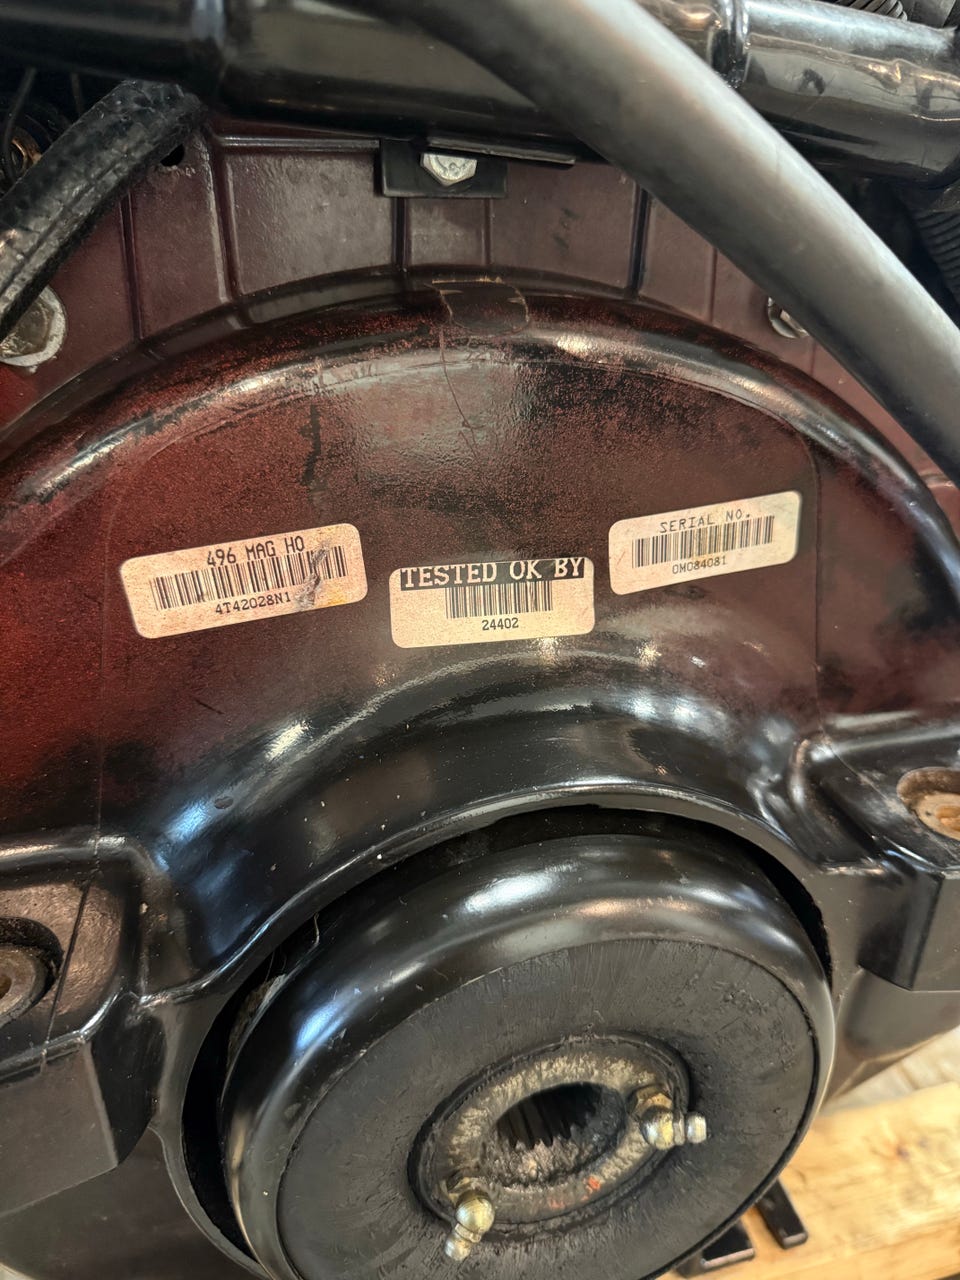 496 MAG HO
4T42028N1
TESTED OK BY
24402
SERIAL NO.
0M084081